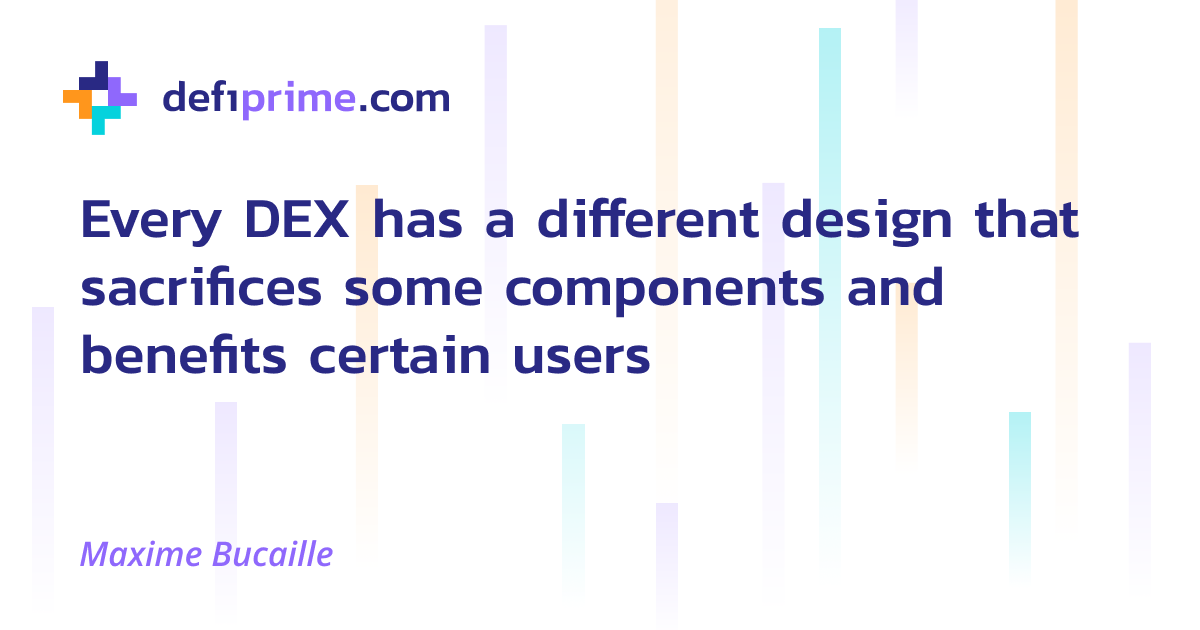 defiprime.com
Every DEX has a different design that
sacrifices some components and
benefits certain users
Maxime Bucaille